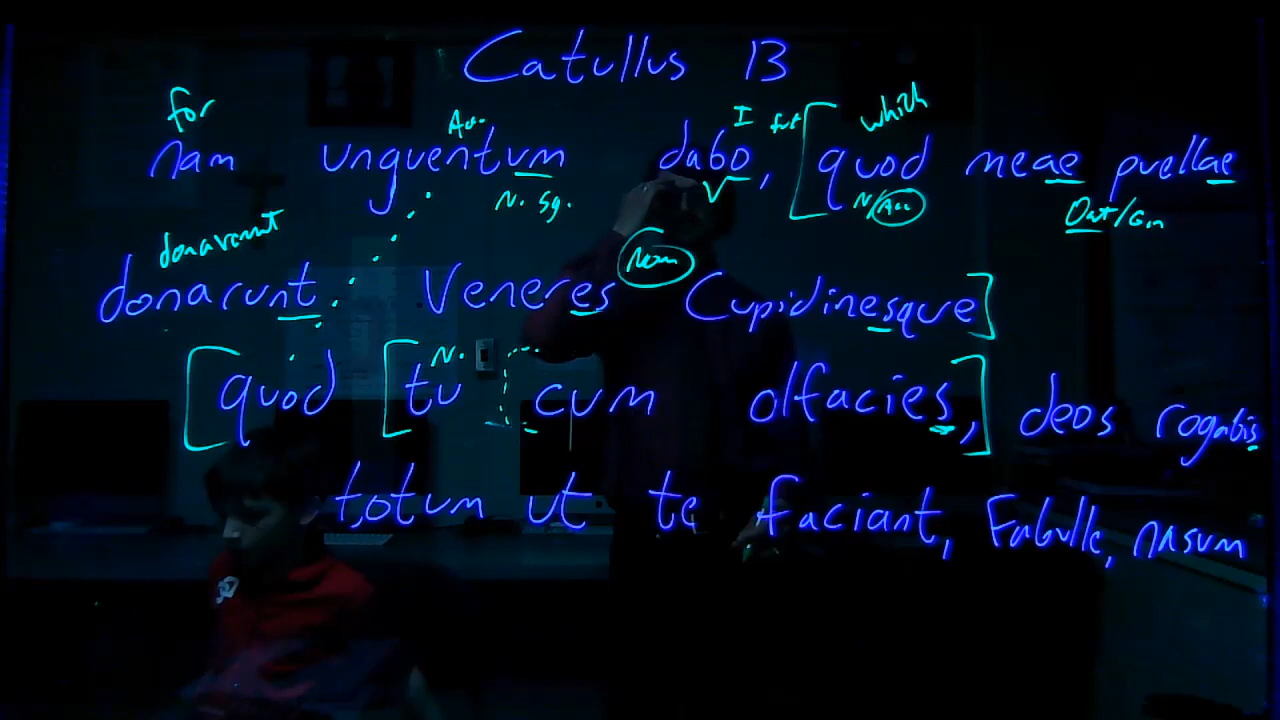 Catullus 13
for Acc. I fut which
nam unguentum dabo, [quod meae puellae
N. Sg. V N/Acc Dat/Gen
donaverunt Nom
donarunt Veneres Cupidinesque]
N.
[quod [tu cum olfacies,] deos rogabis
totum ut te faciant, Fabulle, nasum